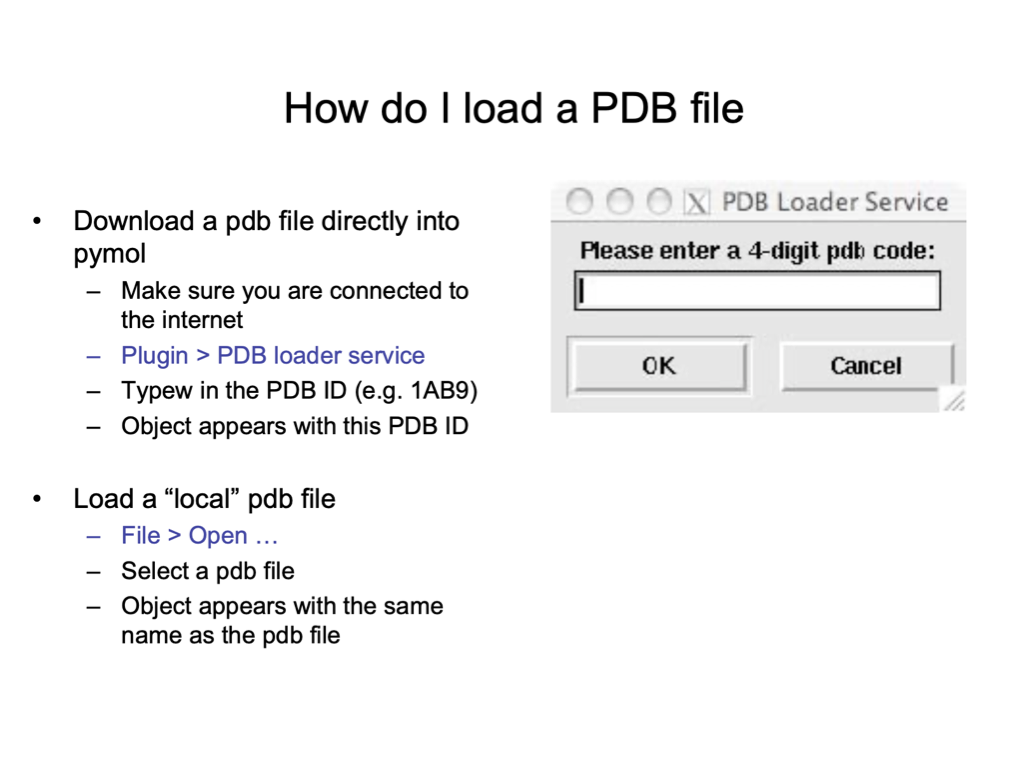 How do I load a PDB file
• Download a pdb file directly into
pymol
– Make sure you are connected to
the internet
– Plugin > PDB loader service
– Typew in the PDB ID (e.g. 1AB9)
– Object appears with this PDB ID
• Load a “local” pdb file
– File > Open …
– Select a pdb file
– Object appears with the same
name as the pdb file
X PDB Loader Service
Please enter a 4-digit pdb code:
OK
Cancel